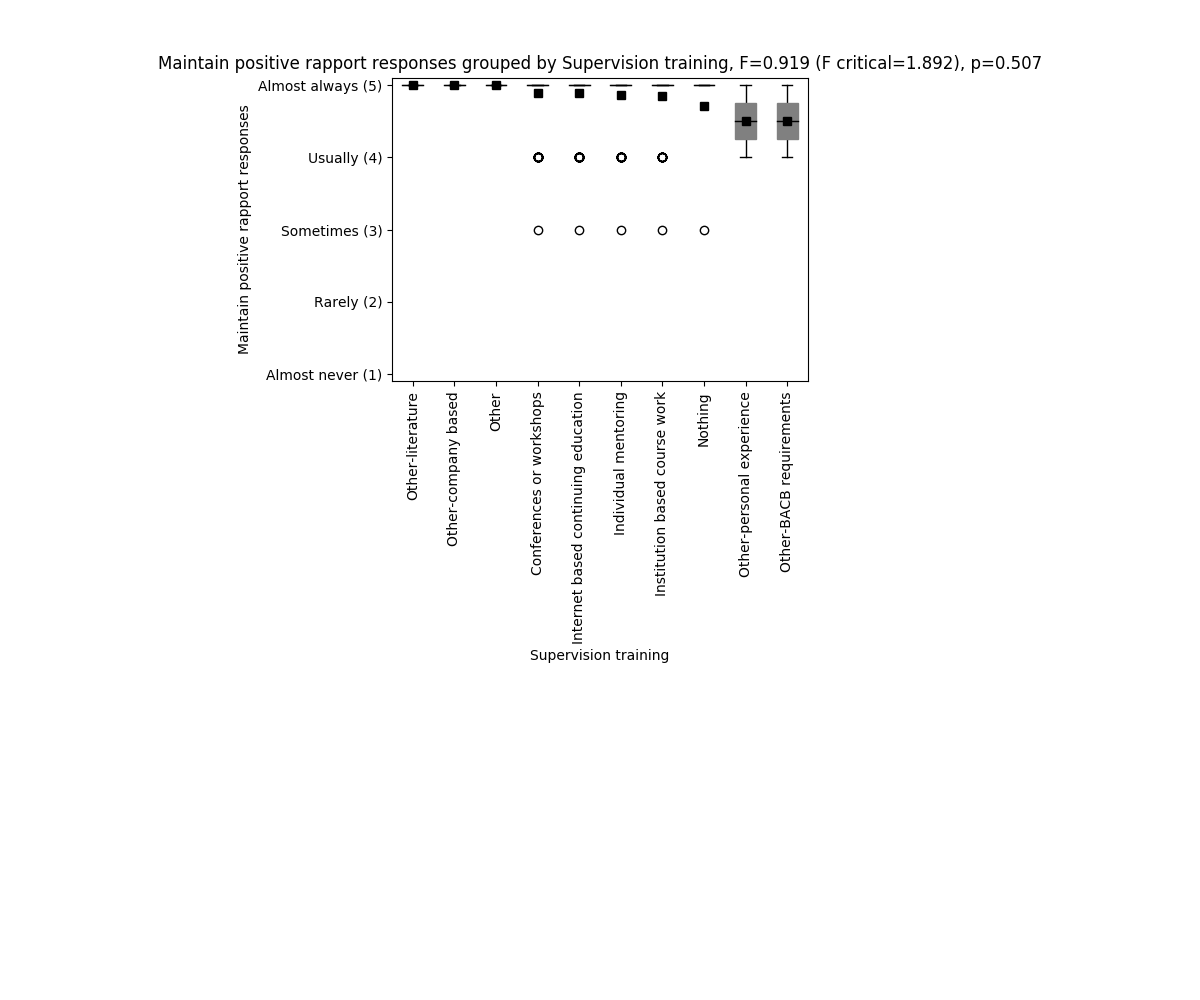 Maintain positive rapport responses grouped by Supervision training, F=0.919 (F critical=1.892), p=0.507
Maintain positive rapport responses
Almost always (5)
Usually (4)
Sometimes (3)
Rarely (2)
Almost never (1)
Other-literature
Other-company based
Other
Conferences or workshops
Internet based continuing education
Individual mentoring
Institution based course work
Nothing
Other-personal experience
Other-BACB requirements
Supervision training